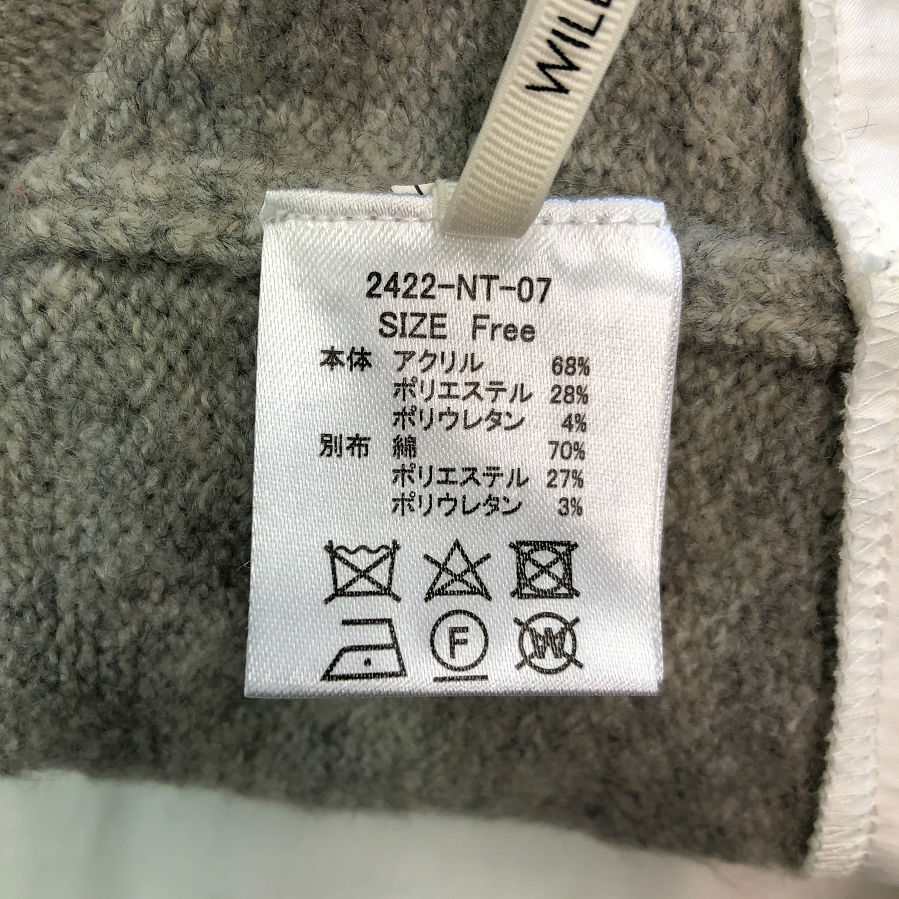 2422-NT-07
SIZE Free
本体 アクリル 68%
ポリエステル 28%
ポリウレタン 4%
別布 綿 70%
ポリエステル 27%
ポリウレタン 3%
F
W